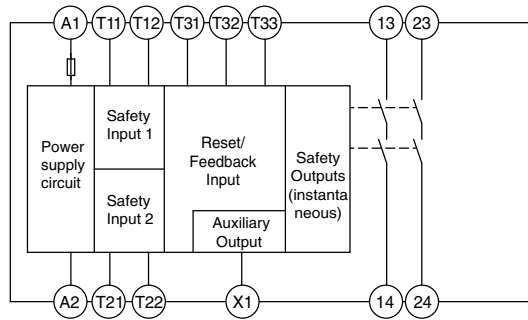 A1 T11 T12 T31 T32 T33 13 23
Power
supply
circuit
Safety
Input 1
Safety
Input 2
Reset/
Feedback
Input
Auxiliary
Output
Safety
Outputs
(instanta
neous)
A2 T21 T22 X1 14 24